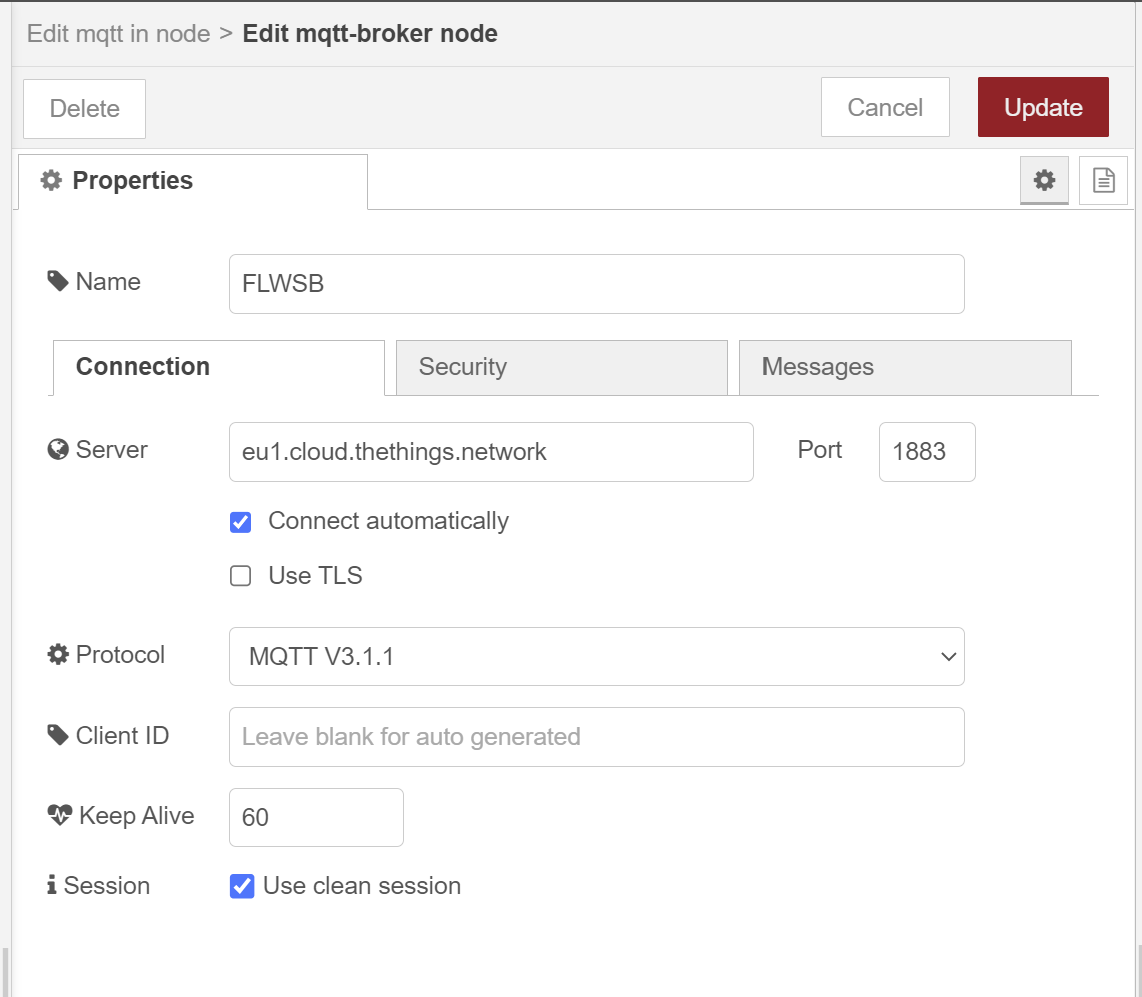 Edit mqtt in node > Edit mqtt-broker node
Delete
Cancel
Update
Properties
Name
FLWSB
Connection
Security
Messages
Server
eu1.cloud.thethings.network
Port
1883
Connect automatically
Use TLS
Protocol
MQTT V3.1.1
Client ID
Leave blank for auto generated
Keep Alive
60
Session
Use clean session